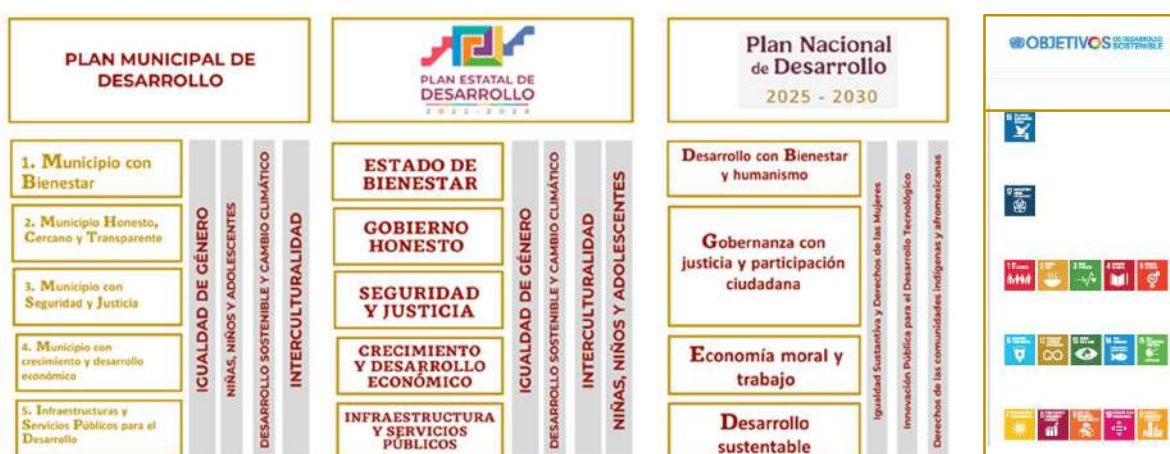 PLAN MUNICIPAL DE
DESARROLLO
1. Municipio con
Bienestar
2. Municipio Honesto,
Cercano y Transparente
3. Municipio con
Seguridad y Justicia
4. Municipio con
crecimiento y desarrollo
económico
5. Infraestructuras y
Servicios Públicos para el
Desarrollo
IGUALDAD DE GÉNERO
NIÑAS, NIÑOS Y ADOLESCENTES
DESARROLLO SOSTENIBLE Y CAMBIO CLIMÁTICO
INTERCULTURALIDAD
PLAN ESTATAL DE
DESARROLLO
ESTADO DE
BIENESTAR
GOBIERNO
HONESTO
SEGURIDAD
Y JUSTICIA
CRECIMIENTO
Y DESARROLLO
ECONÓMICO
INFRAESTRUCTURA
Y SERVICIOS
PÚBLICOS
IGUALDAD DE GÉNERO
DESARROLLO SOSTENIBLE Y CAMBIO CLIMÁTICO
INTERCULTURALIDAD
NIÑAS, NIÑOS Y ADOLESCENTES
Plan Nacional
de Desarrollo
2025 - 2030
Desarrollo con Bienestar
y humanismo
Gobernanza con
justicia y participación
ciudadana
Economía moral y
trabajo
Desarrollo
sustentable
Igualdad Sustantiva y Derechos de las Mujeres
Innovación Pública para el Desarrollo Tecnológico
Derechos de las comunidades indígenas y afromexicanas
OBJETIVOS DE DESARROLLO
SOSTENIBLE